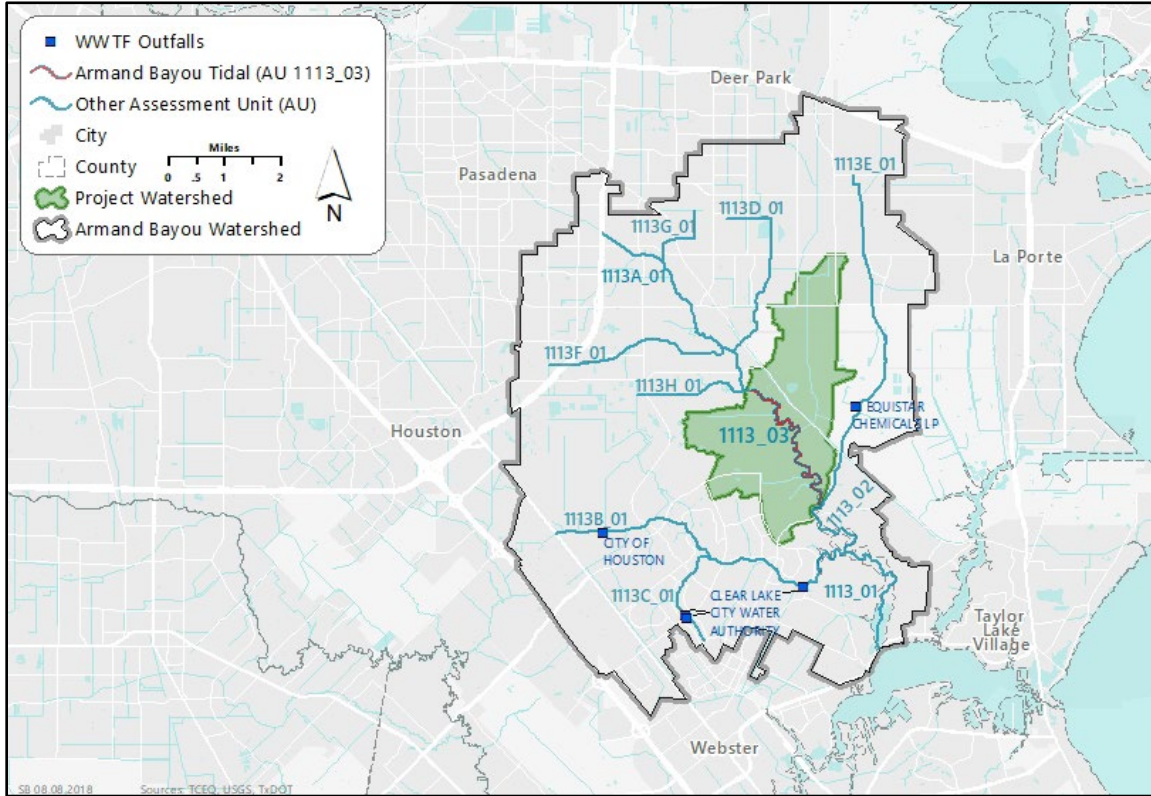 WWTF Outfalls
Armand Bayou Tidal (AU 1113_03)
Other Assessment Unit (AU)
City
County
Miles
0 .5 1 2
N
Project Watershed
Armand Bayou Watershed
Deer Park
Pasadena
1113E_01
1113D_01
1113G_01
La Porte
1113A_01
1113F_01
1113H_01
EQUISTAR
CHEMICALS LP
Houston
1113_03
1113_02
1113B_01
CITY OF
HOUSTON
1113C_01
CLEAR LAKE
CITY WATER
AUTHORITY
1113_01
Taylor
Lake
Village
Webster
SB 08.08.2018 Sources: TCEQ, USGS, TxDOT